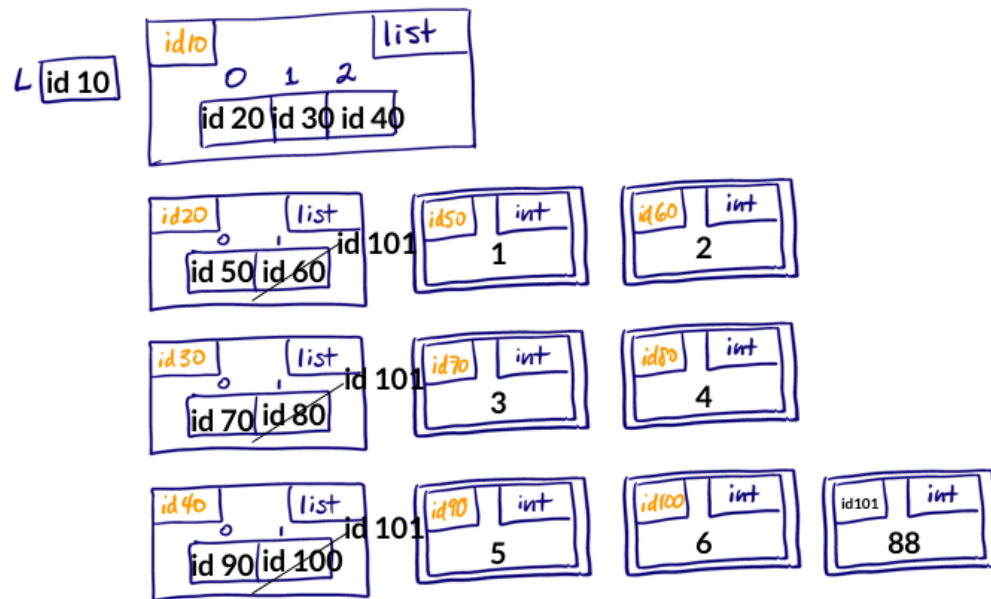 id10 list
0 1 2
L id 10
id 20 id 30 id 40
id20 list
0 1
id 50 id 60 id 101
id50 int
1
id60 int
2
id30 list
0 1
id 70 id 80 id 101
id70 int
3
id80 int
4
id40 list
0 1
id 90 id 100 id 101
id90 int
5
id100 int
6
id101 int
88